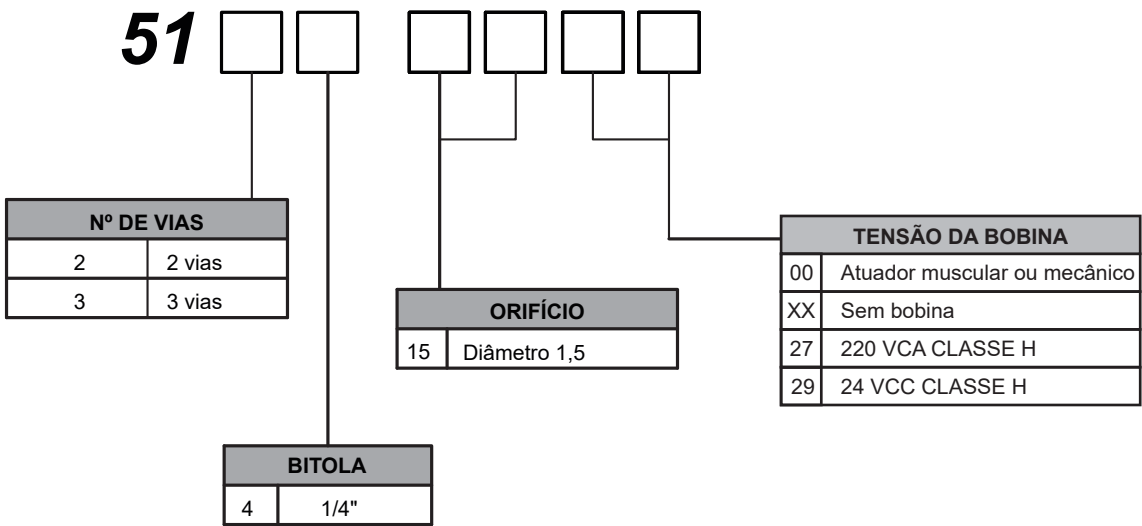 51
Nº DE VIAS
2 2 vias
3 3 vias
ORIFÍCIO
15 Diâmetro 1,5
TENSÃO DA BOBINA
00 Atuador muscular ou mecânico
XX Sem bobina
27 220 VCA CLASSE H
29 24 VCC CLASSE H
BITOLA
4 1/4"